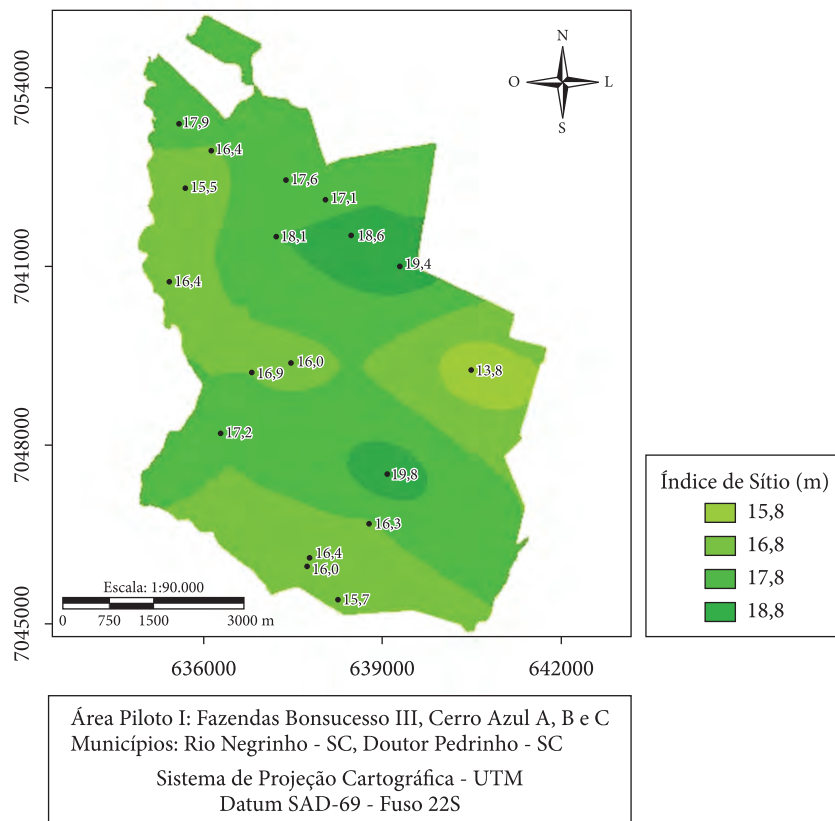 N
O
L
S
7054000
7041000
7048000
7045000
17,9
16,4
15,5
17,6
17,1
18,1
18,6
19,4
16,4
16,0
16,9
13,8
17,2
19,8
16,3
16,4
16,0
15,7
Escala: 1:90.000
0 750 1500 3000 m
636000 639000 642000
Índice de Sítio (m)
15,8
16,8
17,8
18,8
Área Piloto I: Fazendas Bonsucesso III, Cerro Azul A, B e C
Municípios: Rio Negrinho - SC, Doutor Pedrinho - SC
Sistema de Projeção Cartográfica - UTM
Datum SAD-69 - Fuso 22S